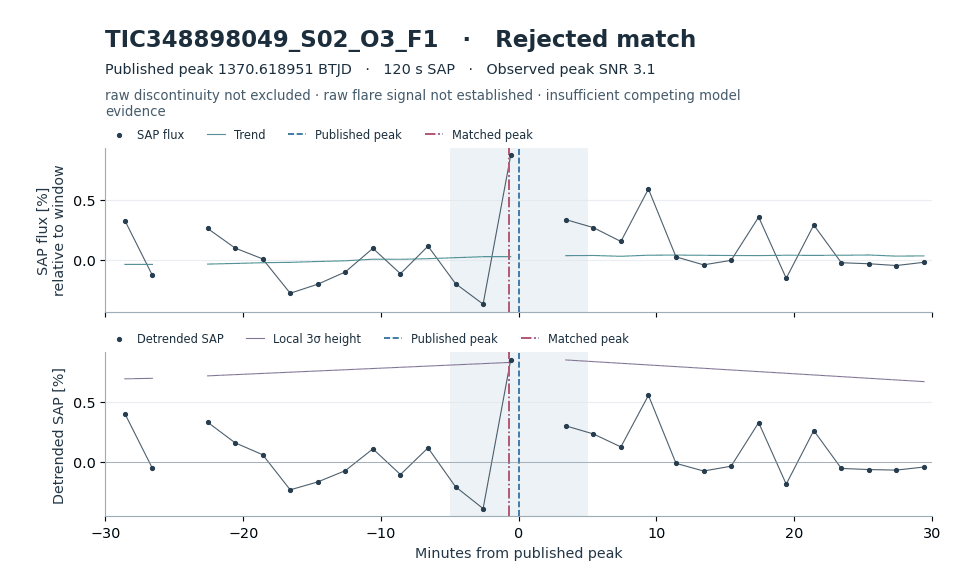 TIC348898049_S02_O3_F1 · Rejected match
Published peak 1370.618951 BTJD · 120 s SAP · Observed peak SNR 3.1
raw discontinuity not excluded · raw flare signal not established · insufficient competing model
evidence
SAP flux Trend Published peak Matched peak
SAP flux [%]
relative to window
0.5
0.0
Detrended SAP Local 3σ height Published peak Matched peak
Detrended SAP [%]
0.5
0.0
−30 −20 −10 0 10 20 30
Minutes from published peak